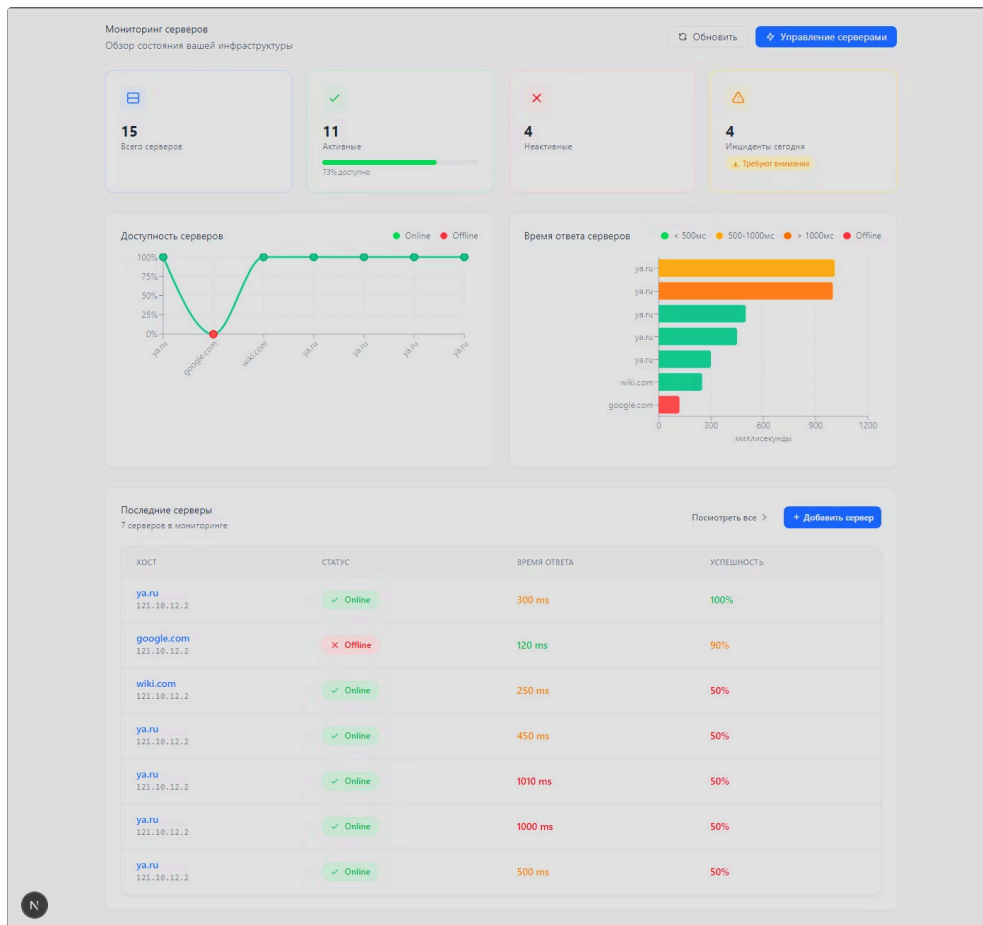 Мониторинг серверов
Обзор состояния вашей инфраструктуры
Обновить
Управление серверами
15
Всего серверов
11
Активные
73% доступно
4
Неактивные
4
Инциденты сегодня
Требуют внимания
Доступность серверов
Online Offline
100%
75%
50%
25%
0%
ya.ru google.com wiki.com ya.ru ya.ru ya.ru ya.ru
Время ответа серверов
< 500мс 500-1000мс > 1000мс Offline
ya.ru
ya.ru
ya.ru
ya.ru
ya.ru
wiki.com
google.com
0 300 600 900 1200
миллисекунды
Последние серверы
7 серверов в мониторинге
Посмотреть все >
+ Добавить сервер
ХОСТ СТАТУС ВРЕМЯ ОТВЕТА УСПЕШНОСТЬ
ya.ru
121.10.12.2
Online 300 ms 100%
google.com
121.10.12.2
Offline 120 ms 90%
wiki.com
121.10.12.2
Online 250 ms 50%
ya.ru
121.10.12.2
Online 450 ms 50%
ya.ru
121.10.12.2
Online 1010 ms 50%
ya.ru
121.10.12.2
Online 1000 ms 50%
ya.ru
121.10.12.2
Online 500 ms 50%
N